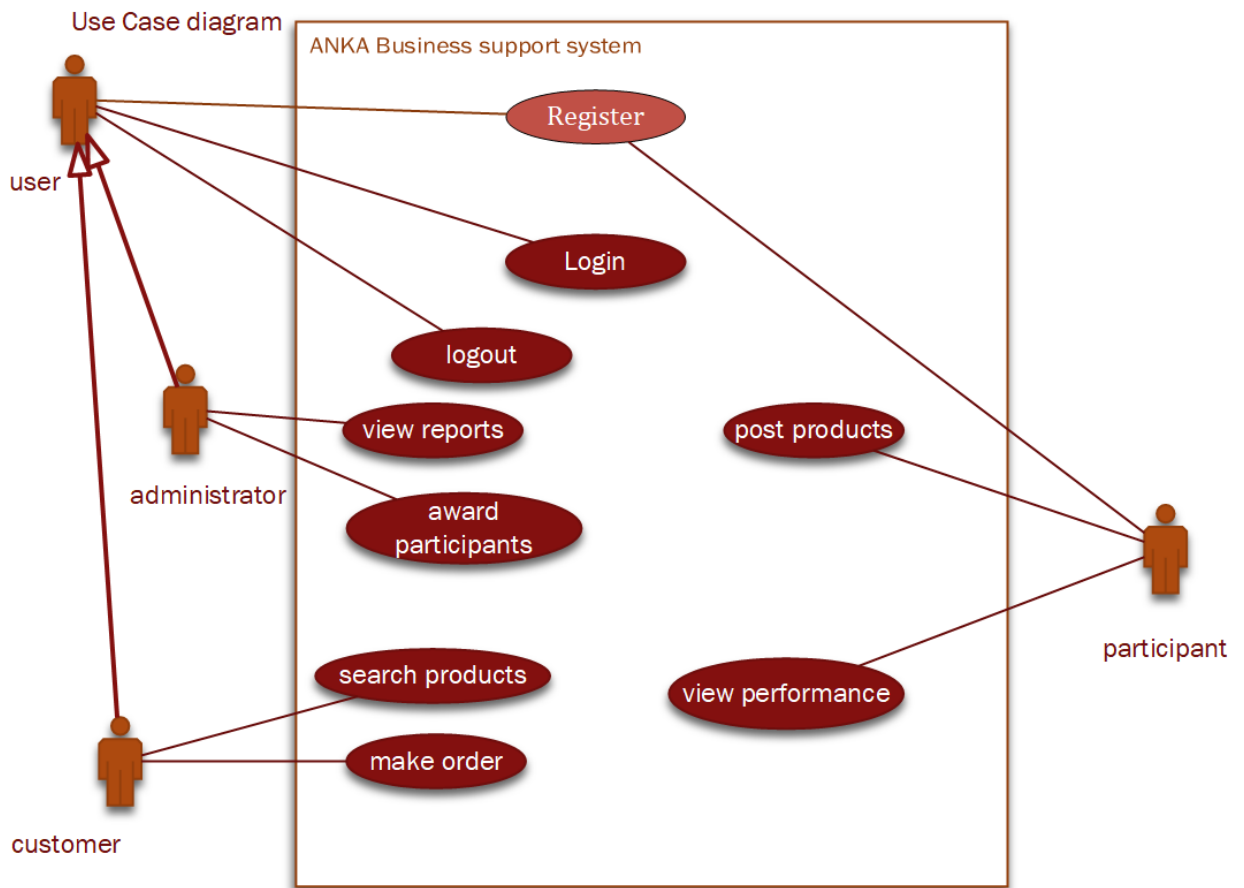 Use Case diagram
ANKA Business support system
Register
user
Login
logout
view reports
post products
administrator
award
participants
participant
search products
view performance
make order
customer